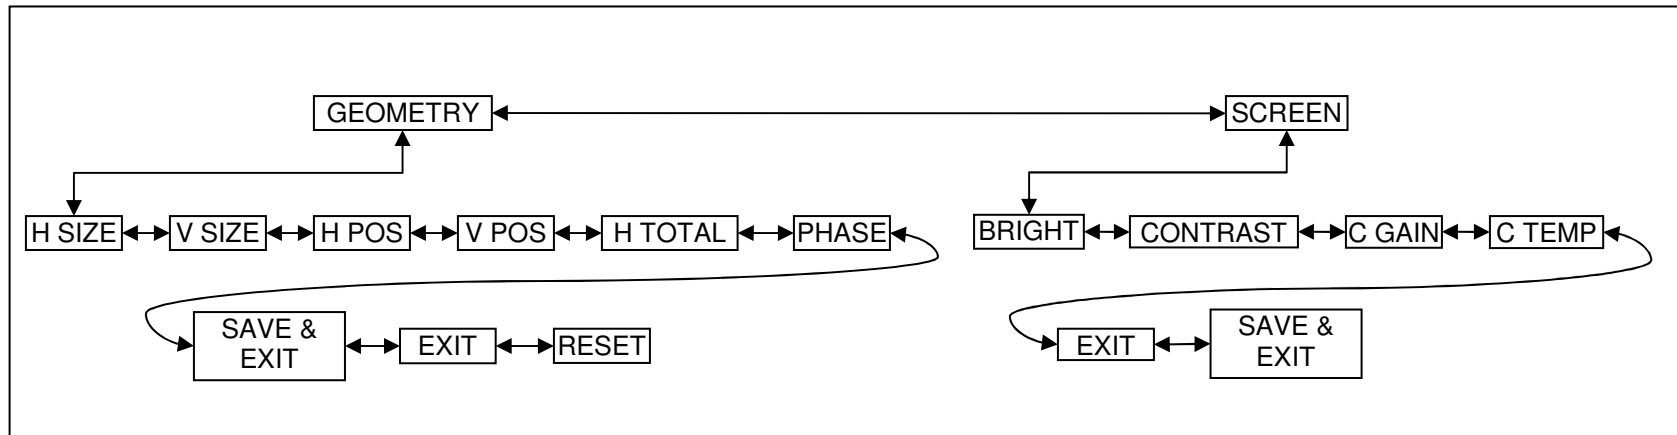 GEOMETRY
SCREEN
H SIZE
V SIZE
H POS
V POS
H TOTAL
PHASE
BRIGHT
CONTRAST
C GAIN
C TEMP
SAVE &
EXIT
EXIT
RESET
EXIT
SAVE &
EXIT